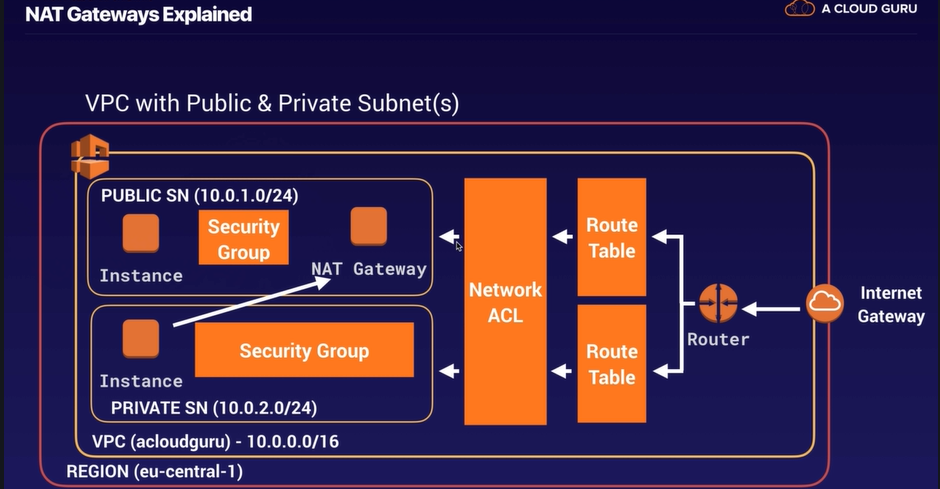 NAT Gateways Explained
A CLOUD GURU
VPC with Public & Private Subnet(s)
PUBLIC SN (10.0.1.0/24)
Instance
Security
Group
NAT Gateway
Instance
Security Group
PRIVATE SN (10.0.2.0/24)
Network
ACL
Route
Table
Route
Table
Router
Internet
Gateway
VPC (acloudguru) - 10.0.0.0/16
REGION (eu-central-1)